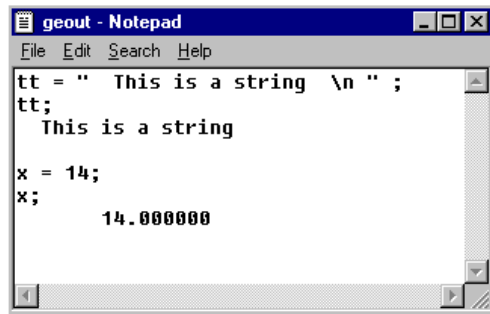 geout - Notepad
File Edit Search Help
tt = "  This is a string  \n " ;
tt;
  This is a string

x = 14;
x;
       14.000000